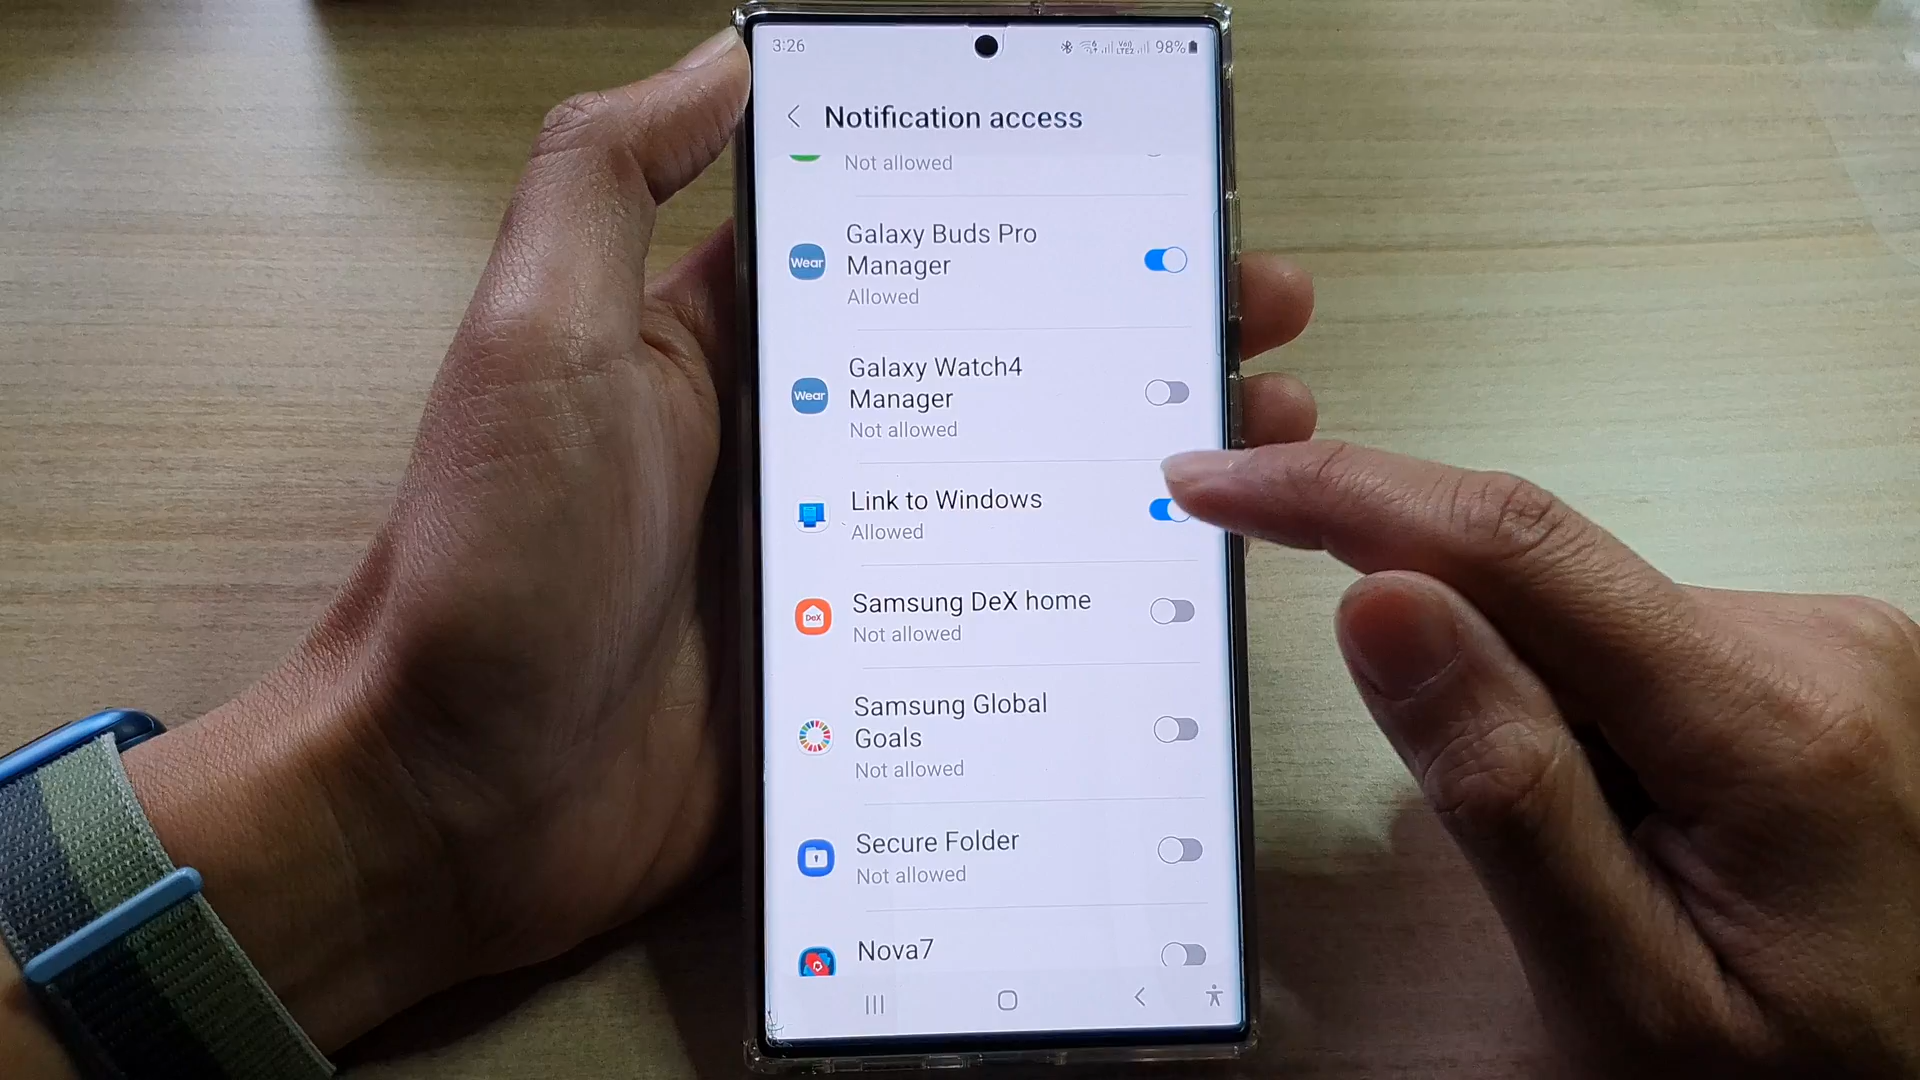 3:26
98%
Notification access
Not allowed
Galaxy Buds Pro
Manager
Allowed
Wear
Galaxy Watch4
Manager
Not allowed
Wear
Link to Windows
Allowed
Samsung DeX home
Not allowed
DeX
Samsung Global
Goals
Not allowed
Secure Folder
Not allowed
Nova7